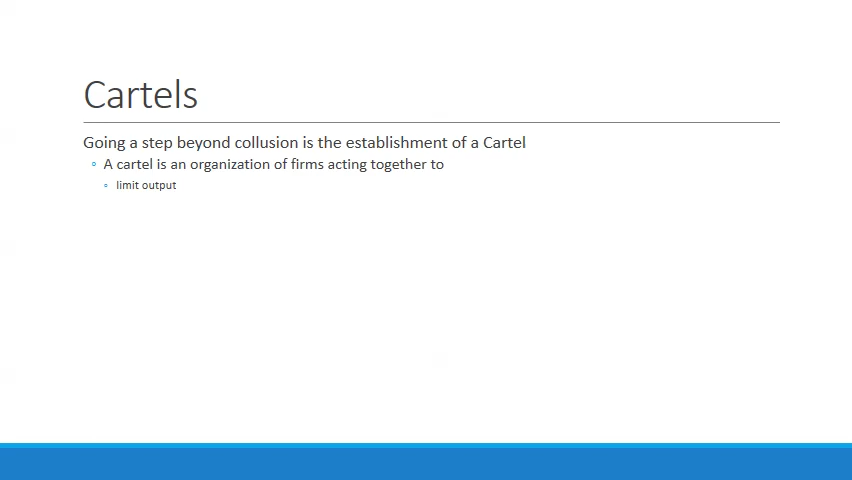 Cartels
Going a step beyond collusion is the establishment of a Cartel
◦ A cartel is an organization of firms acting together to
◦ limit output